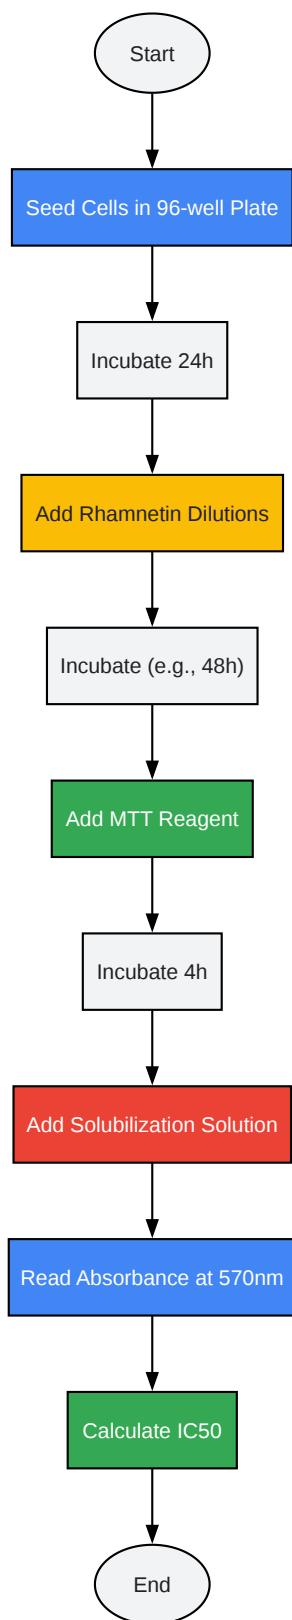 Start
Seed Cells in 96-well Plate
Incubate 24h
Add Rhamnetin Dilutions
Incubate (e.g., 48h)
Add MTT Reagent
Incubate 4h
Add Solubilization Solution
Read Absorbance at 570nm
Calculate IC50
End